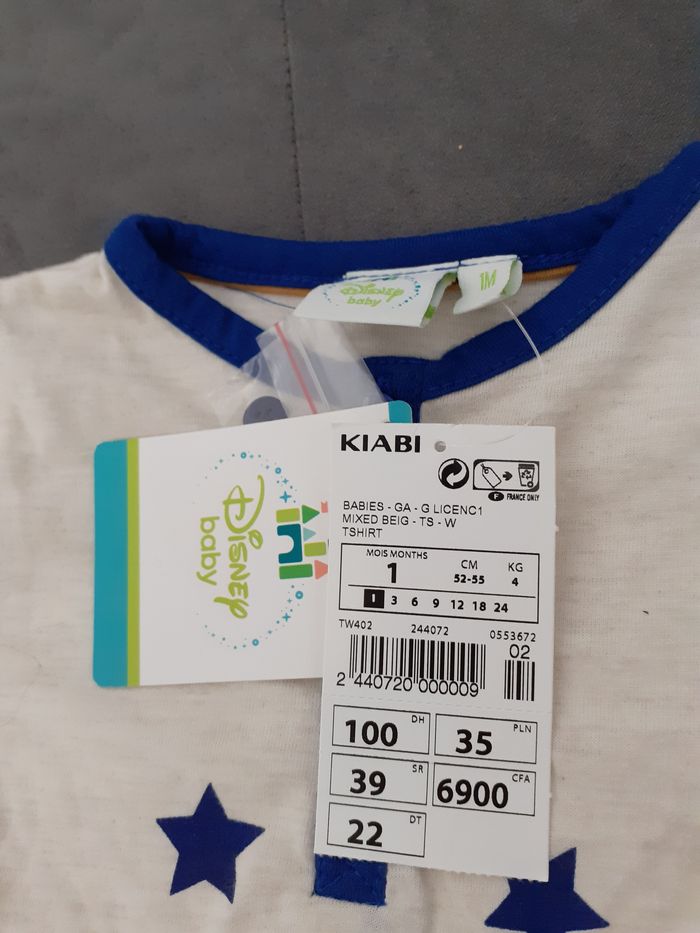 Disney
baby
1M
Disney
baby
KIABI
F FRANCE ONLY
BABIES - GA - G LICENC1
MIXED BEIG - TS - W
TSHIRT
MOIS MONTHS CM KG
1 52-55 4
1 3 6 9 12 18 24
TW402 244072 0553672
02
2 440720 000009
100 DH 35 PLN
39 SR 6900 CFA
22 DT